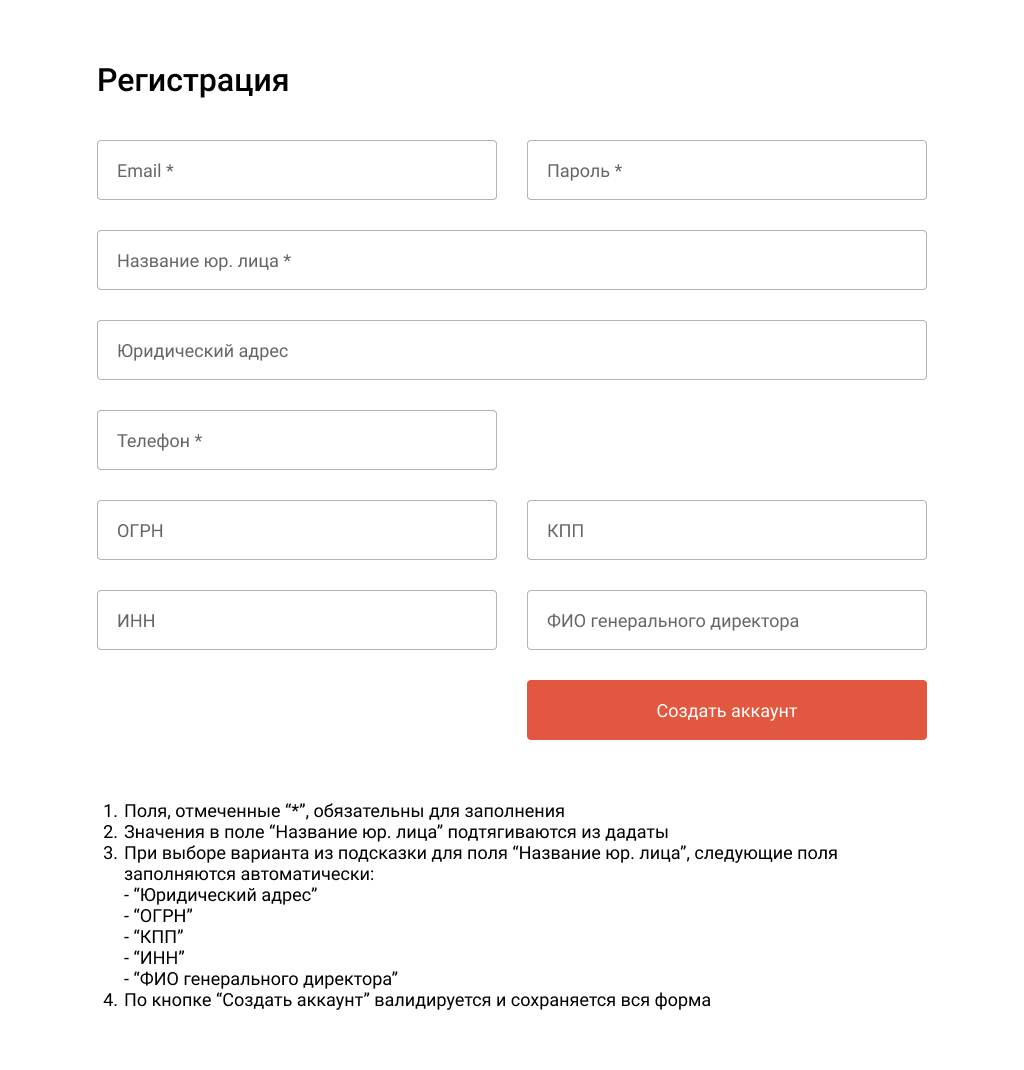 Регистрация
Email *
Пароль *
Название юр. лица *
Юридический адрес
Телефон *
ОГРН
КПП
ИНН
ФИО генерального директора
Создать аккаунт
1. Поля, отмеченные “*”, обязательны для заполнения
2. Значения в поле “Название юр. лица” подтягиваются из дадаты
3. При выборе варианта из подсказки для поля “Название юр. лица”, следующие поля
заполняются автоматически:
- “Юридический адрес”
- “ОГРН”
- “КПП”
- “ИНН”
- “ФИО генерального директора”
4. По кнопке “Создать аккаунт” валидируется и сохраняется вся форма